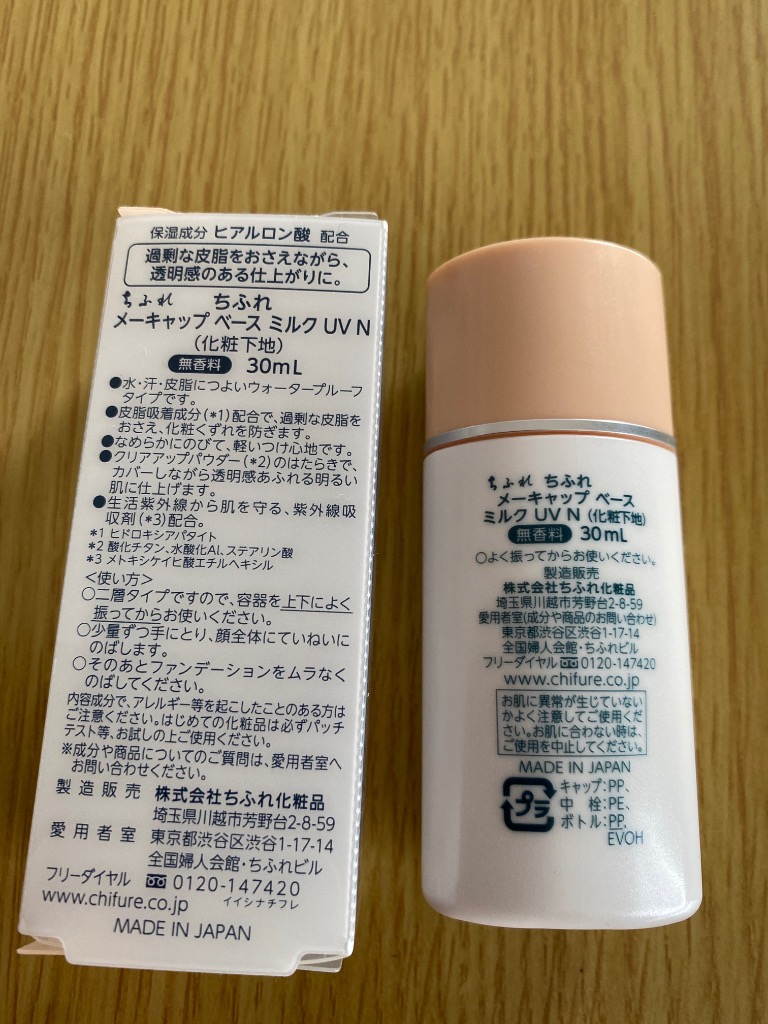 保湿成分 ヒアルロン酸 配合
過剰な皮脂をおさえながら、
透明感のある仕上がりに。
ちふれ ちふれ
メーキャップ ベース ミルク UV N
(化粧下地)
無香料 30mL
●水・汗・皮脂につよいウォータープルーフ
タイプです。
●皮脂吸着成分(*1)配合で、過剰な皮脂を
おさえ、化粧くずれを防ぎます。
●なめらかにのびて、軽いつけ心地です。
●クリアアップパウダー(*2)のはたらきで、
カバーしながら透明感あふれる明るい
肌に仕上げます。
●生活紫外線から肌を守る、紫外線吸
収剤(*3)配合。
*1 ヒドロキシアパタイト
*2 酸化チタン、水酸化Al、ステアリン酸
*3 メトキシケイヒ酸エチルヘキシル
<使い方>
○二層タイプですので、容器を上下によく
振ってからお使いください。
○少量ずつ手にとり、顔全体にていねいに
のばします。
○そのあとファンデーションをムラなく
のばしてください。
内容成分で、アレルギー等を起こしたことのある方は
ご注意ください。はじめての化粧品は必ずパッチ
テスト等、お試しの上ご使用ください。
※成分や商品についてのご質問は、愛用者室へ
お問い合わせください。
製造販売 株式会社ちふれ化粧品
埼玉県川越市芳野台2-8-59
愛用者室 東京都渋谷区渋谷1-17-14
全国婦人会館・ちふれビル
フリーダイヤル 0120-147420
www.chifure.co.jp イイシナチフレ
MADE IN JAPAN
ちふれ ちふれ
メーキャップ ベース
ミルク UV N (化粧下地)
無香料 30mL
○よく振ってからお使いください。
製造販売
株式会社ちふれ化粧品
埼玉県川越市芳野台2-8-59
愛用者室(成分や商品のお問い合わせ)
東京都渋谷区渋谷1-17-14
全国婦人会館・ちふれビル
フリーダイヤル 0120-147420
www.chifure.co.jp
お肌に異常が生じていない
かよく注意してご使用くだ
さい。お肌に合わない時は、
ご使用を中止してください。
MADE IN JAPAN
プラ
キャップ:PP、
中 栓:PE、
ボトル:PP,
EVOH